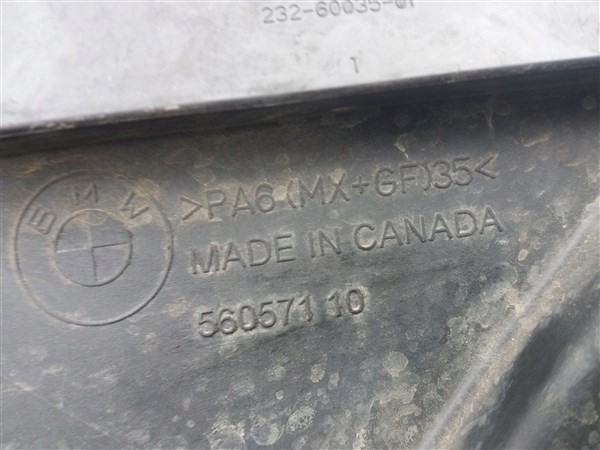 232-60035-01
1
BMW
>PA6 (MX+GF)35<
MADE IN CANADA
560571 10